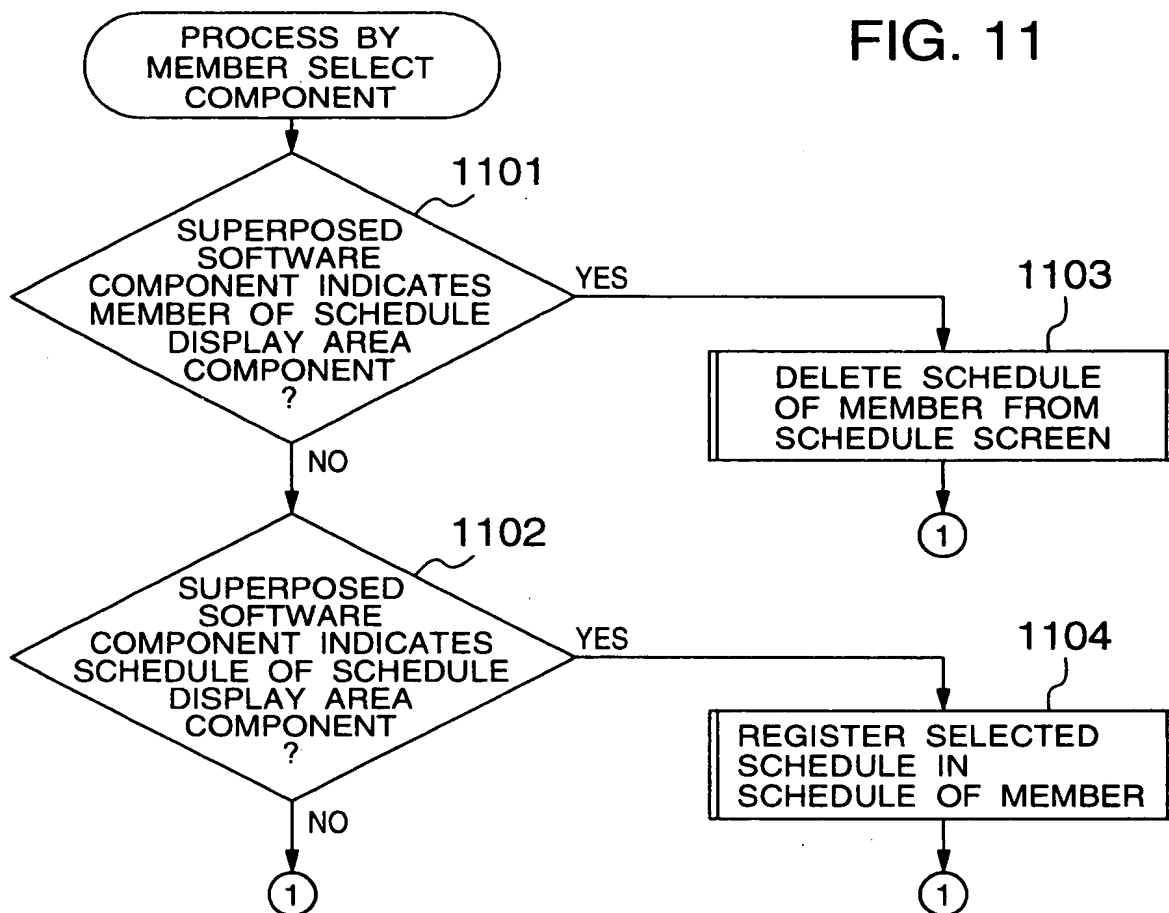 FIG. 11
PROCESS BY
MEMBER SELECT
COMPONENT
1101
SUPERPOSED
SOFTWARE
COMPONENT INDICATES
MEMBER OF SCHEDULE
DISPLAY AREA
COMPONENT
?
YES
NO
1103
DELETE SCHEDULE
OF MEMBER FROM
SCHEDULE SCREEN
1
1102
SUPERPOSED
SOFTWARE
COMPONENT INDICATES
SCHEDULE OF SCHEDULE
DISPLAY AREA
COMPONENT
?
YES
NO
1104
REGISTER SELECTED
SCHEDULE IN
SCHEDULE OF MEMBER
1
1